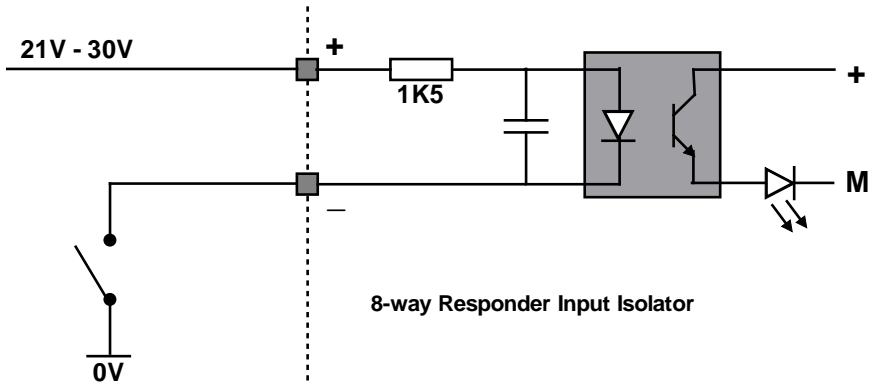 21V - 30V
+
1K5
+
M
–
8-way Responder Input Isolator
0V